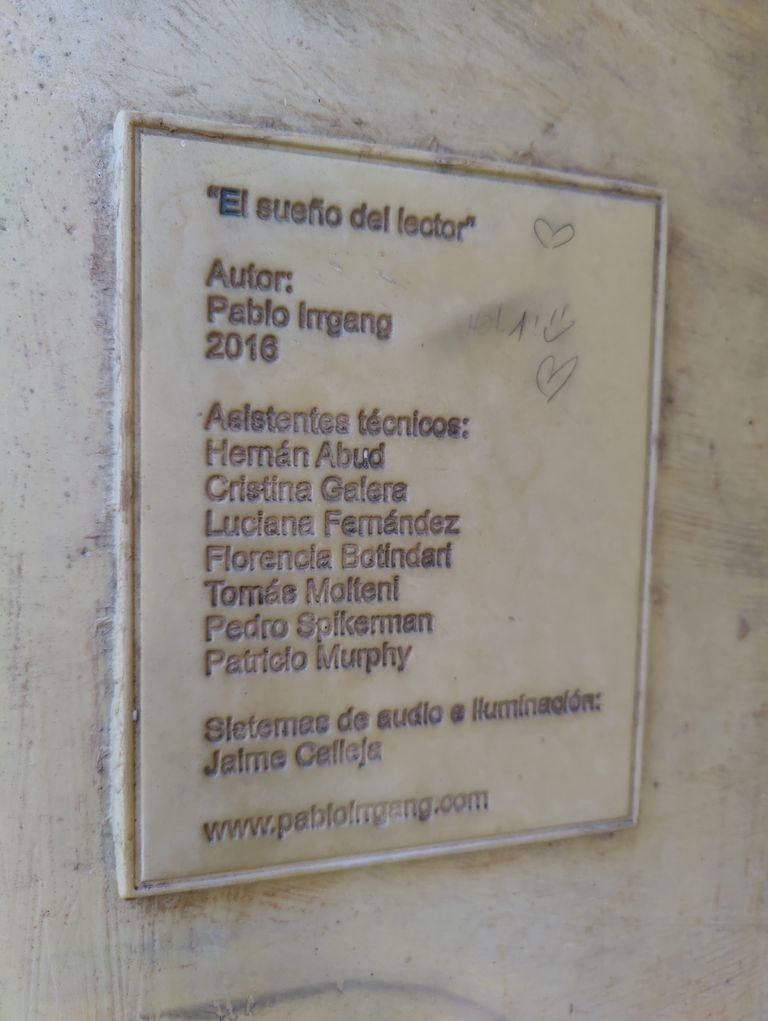 "El sueño del lector"
Autor:
Pablo Irrgang
2016
Asistentes técnicos:
Hernán Abud
Cristina Galera
Luciana Fernández
Florencia Botindari
Tomás Molteni
Pedro Spikerman
Patricio Murphy
Sistemas de audio e iluminación:
Jaime Calleja
www.pabloirrgang.com